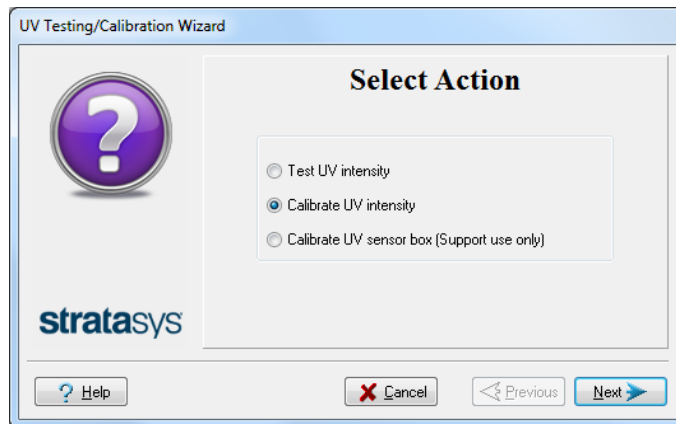 UV Testing/Calibration Wizard
Select Action
Test UV intensity
Calibrate UV intensity
Calibrate UV sensor box (Support use only)
stratasys
? Help
Cancel
Previous
Next